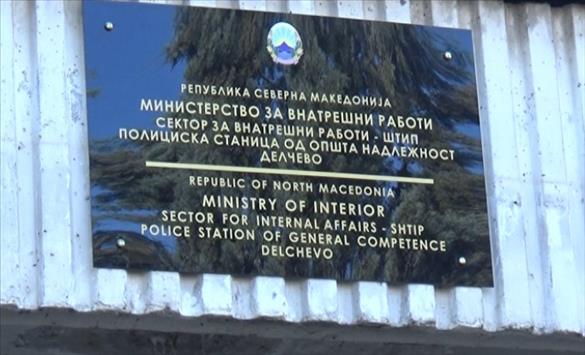 РЕПУБЛИКА СЕВЕРНА МАКЕДОНИЈА
МИНИСТЕРСТВО ЗА ВНАТРЕШНИ РАБОТИ
СЕКТОР ЗА ВНАТРЕШНИ РАБОТИ - ШТИП
ПОЛИЦИСКА СТАНИЦА ОД ОПШТА НАДЛЕЖНОСТ
ДЕЛЧЕВО
REPUBLIC OF NORTH MACEDONIA
MINISTRY OF INTERIOR
SECTOR FOR INTERNAL AFFAIRS - SHTIP
POLICE STATION OF GENERAL COMPETENCE
DELCHEVO